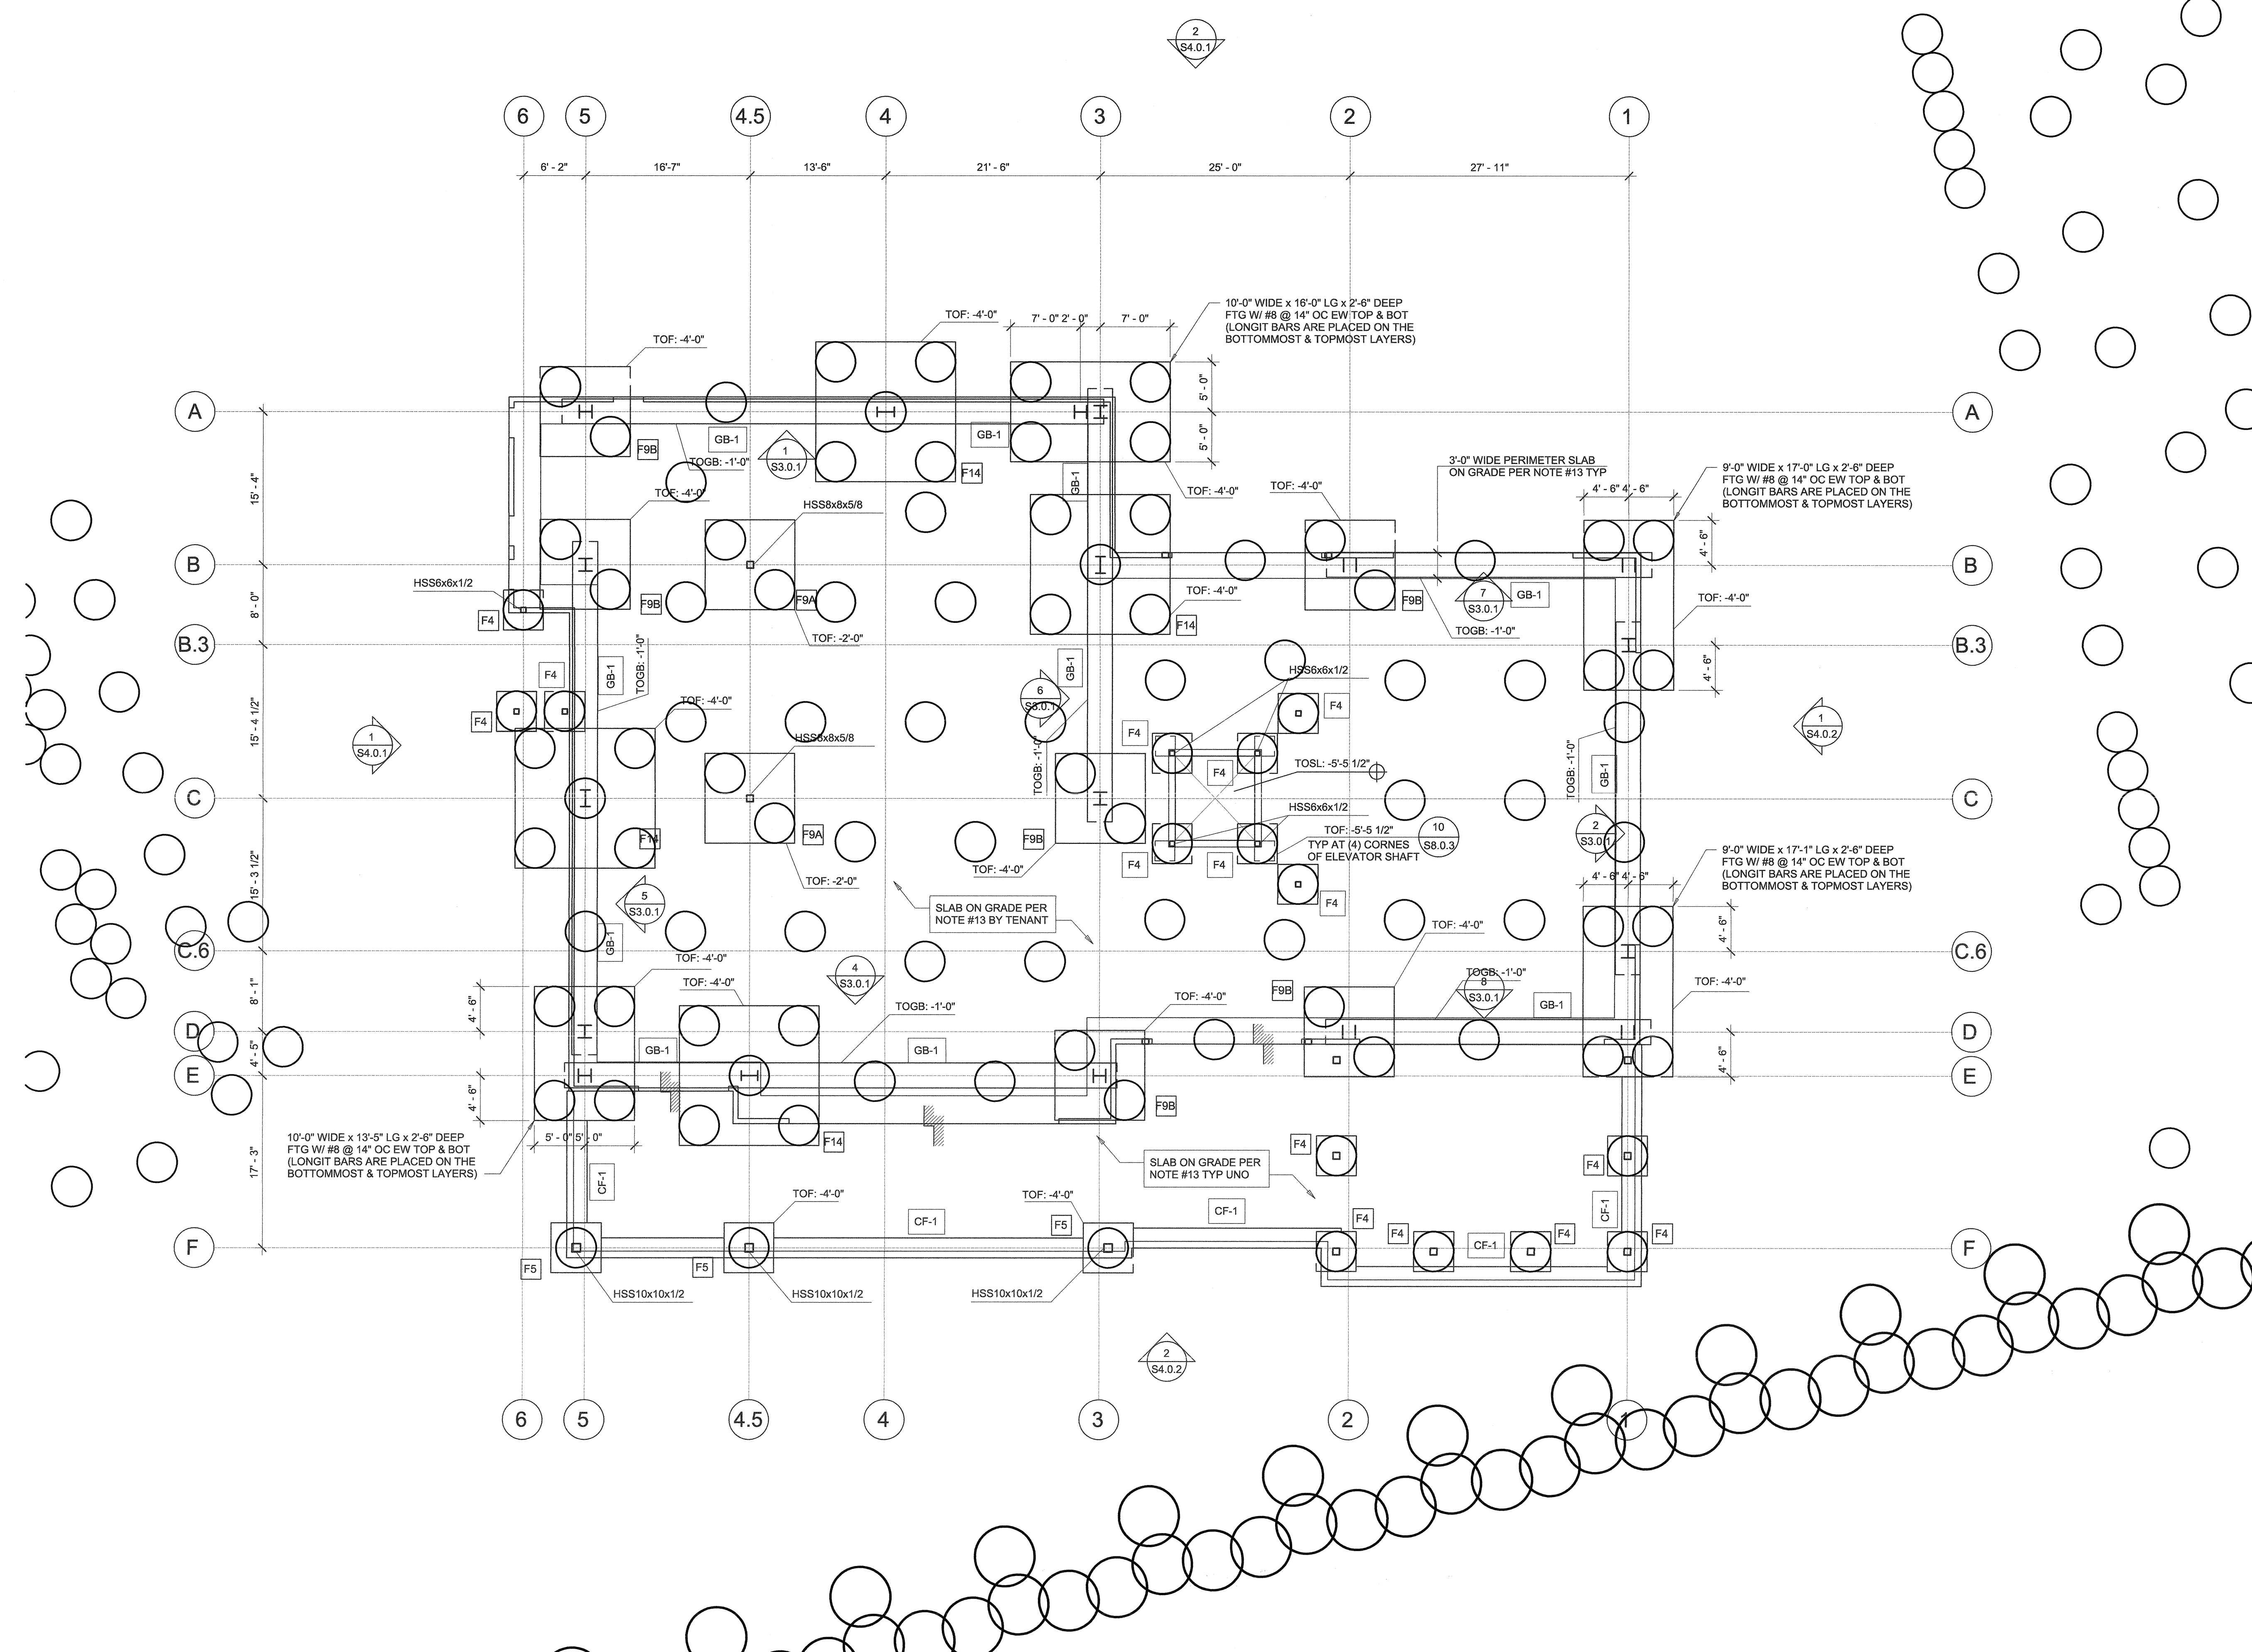 2
S4.0.1
6
5
4.5
4
3
2
1
6' - 2"
16'-7"
13'-6"
21' - 6"
25' - 0"
27' - 11"
10'-0" WIDE x 16'-0" LG x 2'-6" DEEP
FTG W/ #8 @ 14" OC EW TOP & BOT
(LONGIT BARS ARE PLACED ON THE
BOTTOMMOST & TOPMOST LAYERS)
TOF: -4'-0"
TOF: -4'-0"
7' - 0"
2' - 0"
7' - 0"
5' - 0"
5' - 0"
A
A
GB-1
GB-1
GB-1
F9B
1
S3.0.1
TOGB: -1'-0"
F14
TOF: -4'-0"
3'-0" WIDE PERIMETER SLAB
ON GRADE PER NOTE #13 TYP
9'-0" WIDE x 17'-0" LG x 2'-6" DEEP
FTG W/ #8 @ 14" OC EW TOP & BOT
(LONGIT BARS ARE PLACED ON THE
BOTTOMMOST & TOPMOST LAYERS)
15' - 4"
TOF: -4'-0"
HSS8x8x5/8
TOF: -4'-0"
4' - 6"
4' - 6"
4' - 6"
B
B
HSS6x6x1/2
F4
F9B
F9A
TOF: -4'-0"
F14
F9B
7
S3.0.1
GB-1
TOF: -4'-0"
8' - 0"
TOF: -2'-0"
TOGB: -1'-0"
B.3
B.3
F4
GB-1
TOGB: -1'-0"
GB-1
HSS6x6x1/2
4' - 6"
6
S3.0.1
F4
F4
TOF: -4'-0"
F4
1
S4.0.1
15' - 4 1/2"
HSS8x8x5/8
TOGB: -1'-0"
F4
TOSL: -5'-5 1/2"
TOGB: -1'-0"
GB-1
1
S4.0.2
C
C
HSS6x6x1/2
F14
F9A
F9B
TOF: -5'-5 1/2"
TYP AT (4) CORNES
OF ELEVATOR SHAFT
10
S8.0.3
2
S3.0.1
F4
F4
TOF: -4'-0"
TOF: -2'-0"
F4
9'-0" WIDE x 17'-1" LG x 2'-6" DEEP
FTG W/ #8 @ 14" OC EW TOP & BOT
(LONGIT BARS ARE PLACED ON THE
BOTTOMMOST & TOPMOST LAYERS)
15' - 3 1/2"
5
S3.0.1
SLAB ON GRADE PER
NOTE #13 BY TENANT
4' - 6"
4' - 6"
4' - 6"
GB-1
TOF: -4'-0"
C.6
C.6
TOF: -4'-0"
4
S3.0.1
TOF: -4'-0"
TOGB: -1'-0"
8
S3.0.1
F9B
TOF: -4'-0"
8' - 1"
4' - 6"
TOGB: -1'-0"
TOF: -4'-0"
GB-1
D
D
GB-1
GB-1
4' - 5"
4' - 6"
E
E
4' - 6"
F9B
10'-0" WIDE x 13'-5" LG x 2'-6" DEEP
FTG W/ #8 @ 14" OC EW TOP & BOT
(LONGIT BARS ARE PLACED ON THE
BOTTOMMOST & TOPMOST LAYERS)
5' - 0"
5' - 0"
F14
F4
F4
17' - 3"
CF-1
SLAB ON GRADE PER
NOTE #13 TYP UNO
TOF: -4'-0"
TOF: -4'-0"
CF-1
CF-1
F5
CF-1
F4
F4
CF-1
F4
F4
F
F
F5
F5
HSS10x10x1/2
HSS10x10x1/2
HSS10x10x1/2
2
S4.0.2
6
5
4.5
4
3
2
1